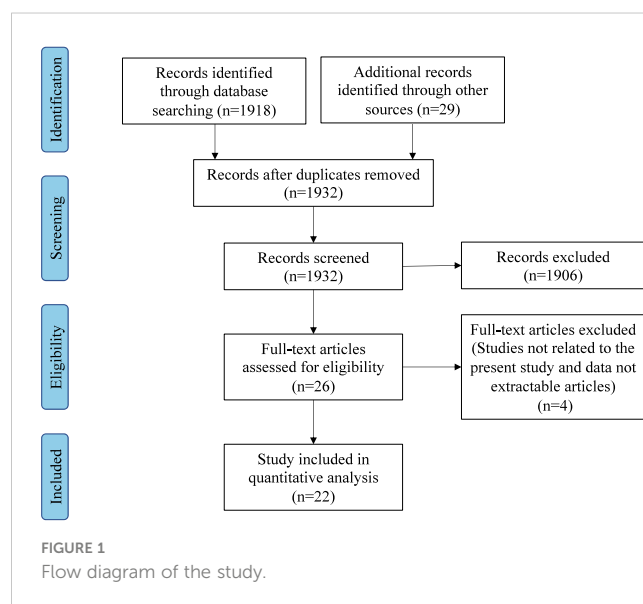 Identification
Records identified
through database
searching (n=1918)
Additional records
identified through other
sources (n=29)
Records after duplicates removed
(n=1932)
Screening
Records screened
(n=1932)
Records excluded
(n=1906)
Eligibility
Full-text articles
assessed for eligibility
(n=26)
Full-text articles excluded
(Studies not related to the
present study and data not
extractable articles)
(n=4)
Included
Study included in
quantitative analysis
(n=22)
FIGURE 1
Flow diagram of the study.